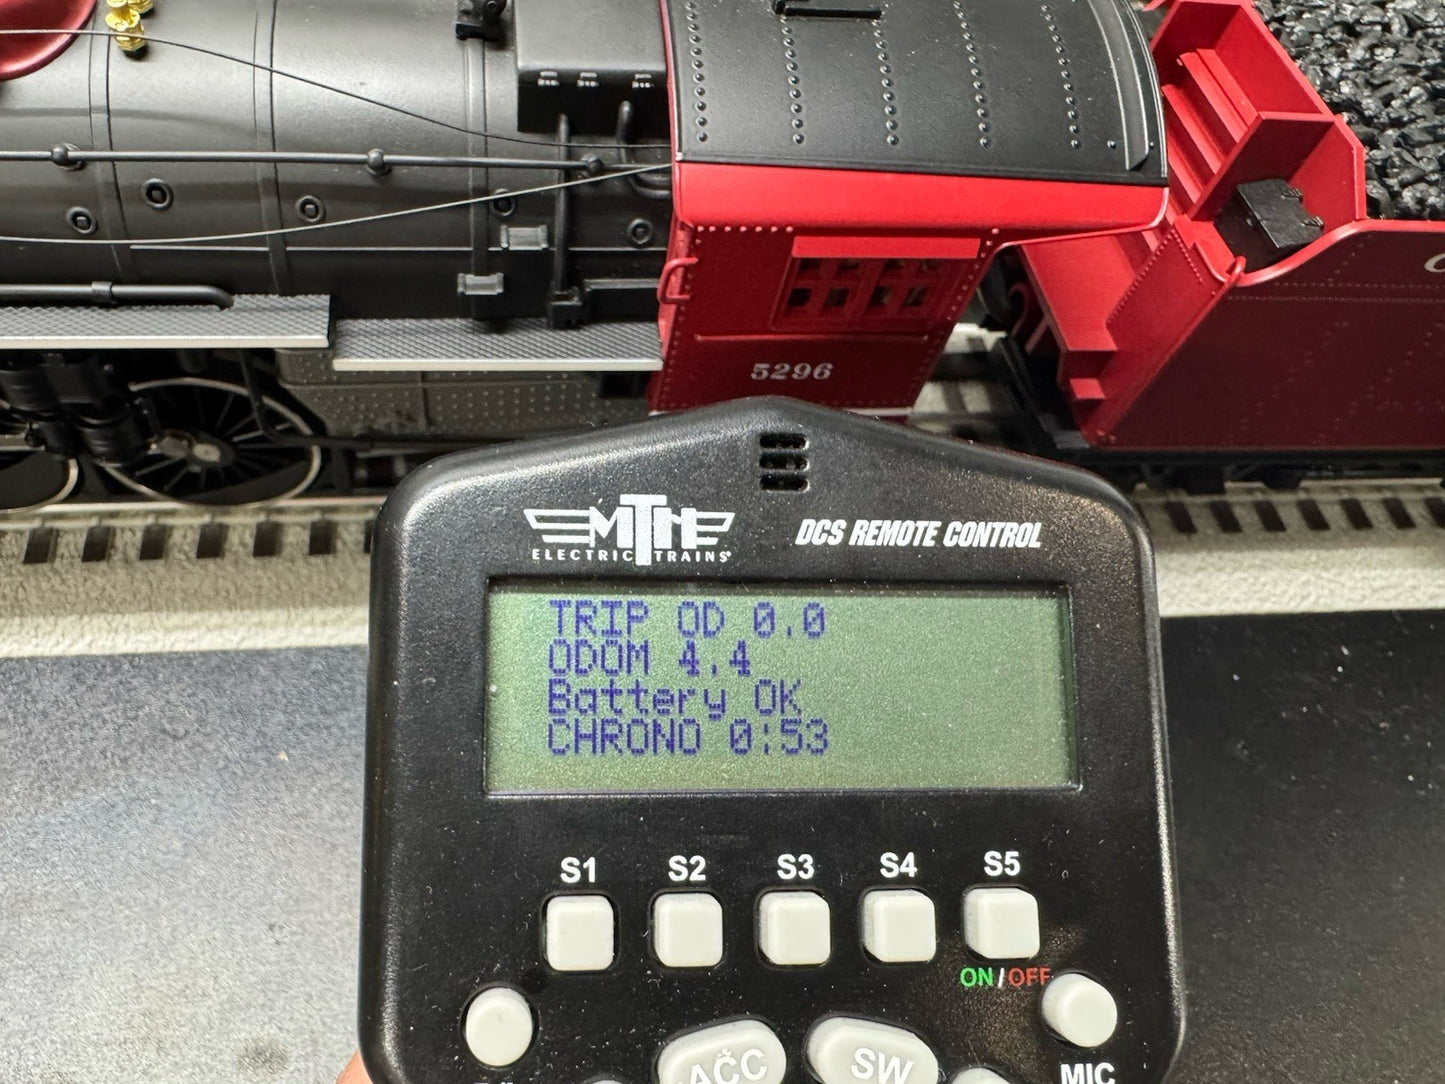 5296
MTH
ELECTRIC TRAINS
DCS REMOTE CONTROL
TRIP OD 0.0
ODOM 4.4
Battery OK
CHRONO 0:53
S1 S2 S3 S4 S5
ON/OFF
AČC SW
MIC